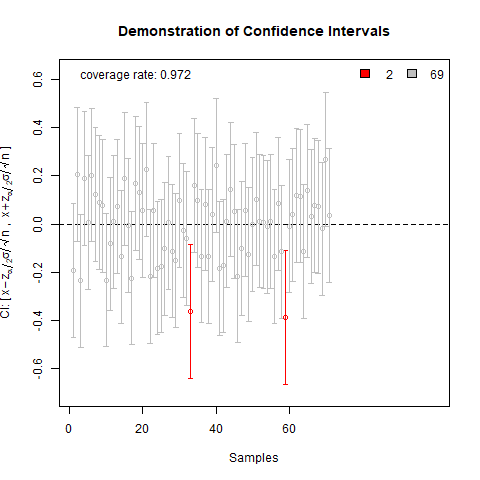 Demonstration of Confidence Intervals
coverage rate: 0.972
2
69
0.6
0.4
0.2
0.0
-0.2
-0.4
-0.6
CI: [ x-zα/2σ/√n , x+zα/2σ/√n ]
0 20 40 60
Samples